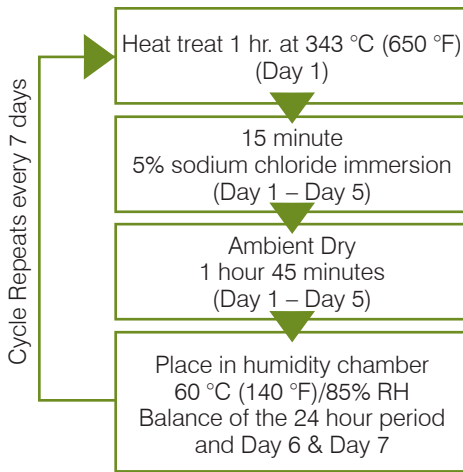 Heat treat 1 hr. at 343 °C (650 °F)
(Day 1)
15 minute
5% sodium chloride immersion
(Day 1 – Day 5)
Ambient Dry
1 hour 45 minutes
(Day 1 – Day 5)
Place in humidity chamber
60 °C (140 °F)/85% RH
Balance of the 24 hour period
and Day 6 & Day 7
Cycle Repeats every 7 days